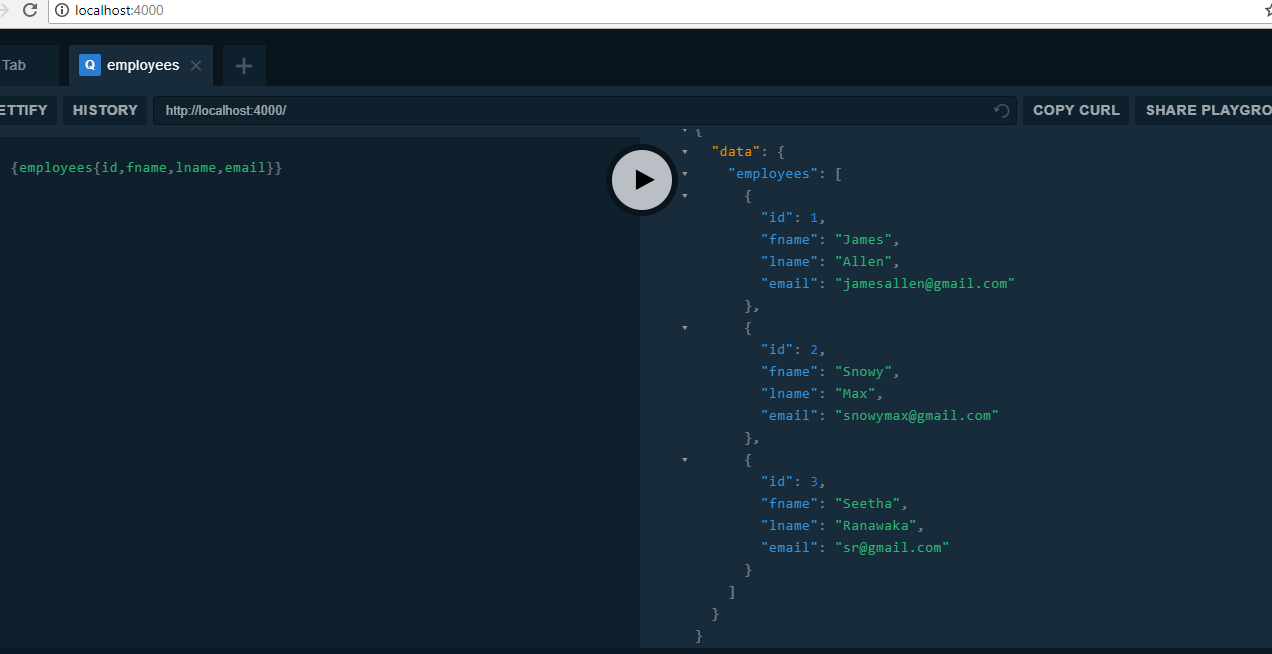 localhost:4000
Tab
Q employees ×
ETTIFY HISTORY http://localhost:4000/ COPY CURL SHARE PLAYGRO
{employees{id,fname,lname,email}}
{
"data": {
"employees": [
{
"id": 1,
"fname": "James",
"lname": "Allen",
"email": "jamesallen@gmail.com"
},
{
"id": 2,
"fname": "Snowy",
"lname": "Max",
"email": "snowymax@gmail.com"
},
{
"id": 3,
"fname": "Seetha",
"lname": "Ranawaka",
"email": "sr@gmail.com"
}
]
}
}